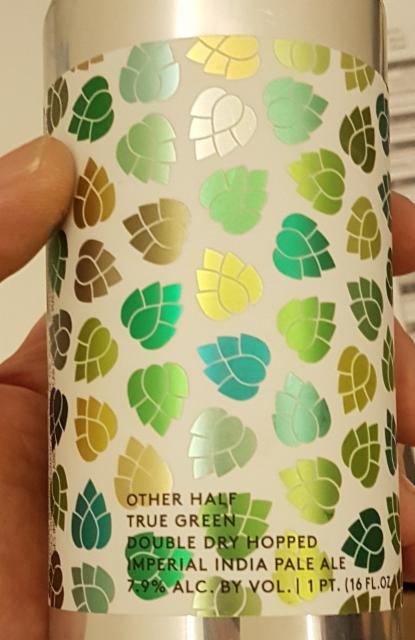 OTHER HALF
TRUE GREEN
DOUBLE DRY HOPPED
IMPERIAL INDIA PALE ALE
7.9% ALC. BY VOL. | 1 PT. (16 FL.OZ